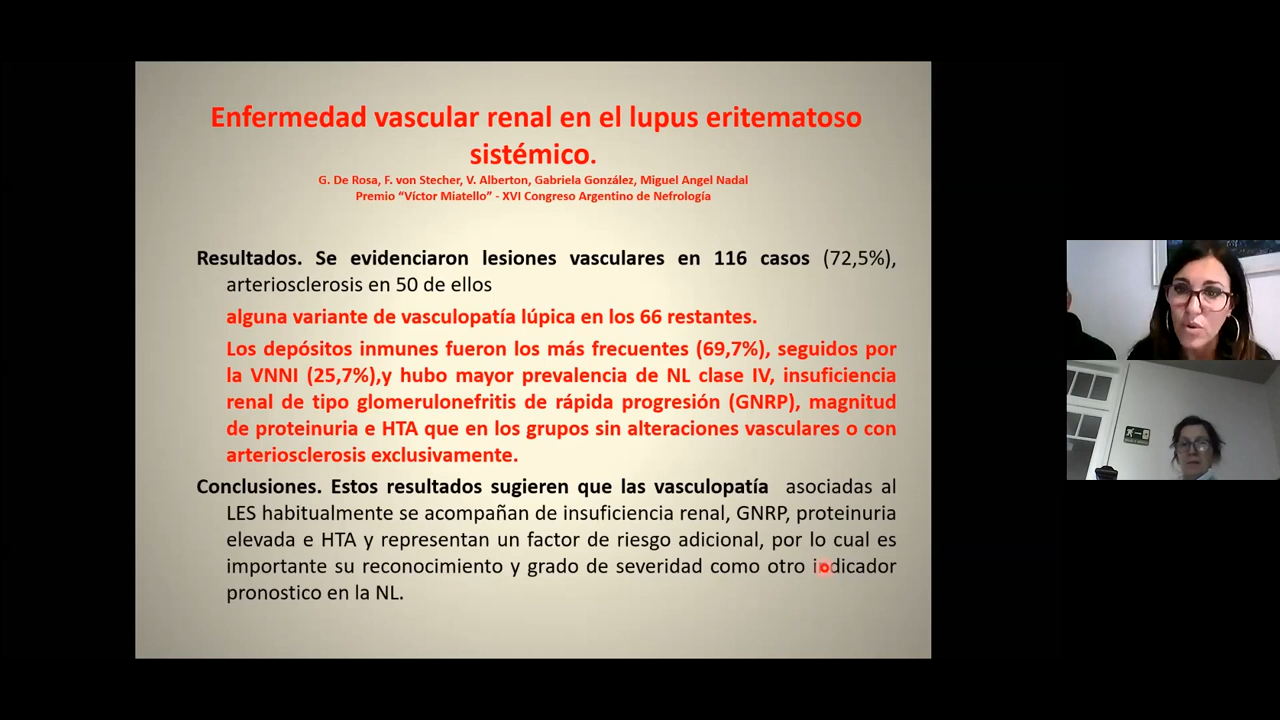 Enfermedad vascular renal en el lupus eritematoso
sistémico.
G. De Rosa, F. von Stecher, V. Alberton, Gabriela González, Miguel Angel Nadal
Premio “Víctor Miatello” - XVI Congreso Argentino de Nefrología
Resultados. Se evidenciaron lesiones vasculares en 116 casos (72,5%),
arteriosclerosis en 50 de ellos
alguna variante de vasculopatía lúpica en los 66 restantes.
Los depósitos inmunes fueron los más frecuentes (69,7%), seguidos por
la VNNI (25,7%),y hubo mayor prevalencia de NL clase IV, insuficiencia
renal de tipo glomerulonefritis de rápida progresión (GNRP), magnitud
de proteinuria e HTA que en los grupos sin alteraciones vasculares o con
arteriosclerosis exclusivamente.
Conclusiones. Estos resultados sugieren que las vasculopatía asociadas al
LES habitualmente se acompañan de insuficiencia renal, GNRP, proteinuria
elevada e HTA y representan un factor de riesgo adicional, por lo cual es
importante su reconocimiento y grado de severidad como otro indicador
pronostico en la NL.